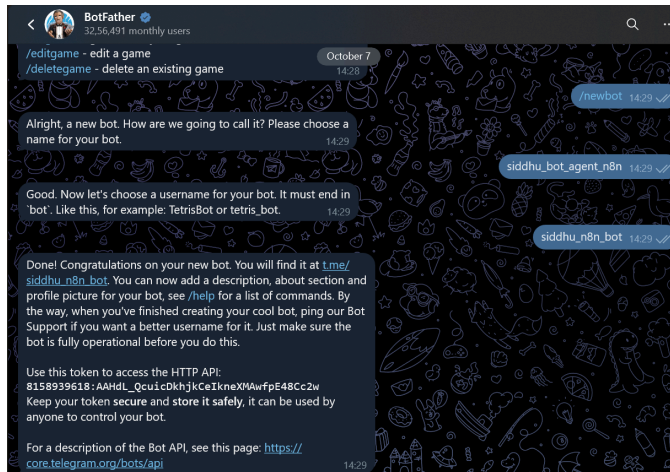 BotFather
32,56,491 monthly users
/editgame - edit a game
October 7
/deletegame - delete an existing game
14:28
/newbot 14:29
Alright, a new bot. How are we going to call it? Please choose a
name for your bot.
14:29
siddhu_bot_agent_n8n 14:29
Good. Now let's choose a username for your bot. It must end in
`bot`. Like this, for example: TetrisBot or tetris_bot.
14:29
siddhu_n8n_bot 14:29
Done! Congratulations on your new bot. You will find it at t.me/
siddhu_n8n_bot. You can now add a description, about section and
profile picture for your bot, see /help for a list of commands. By
the way, when you've finished creating your cool bot, ping our Bot
Support if you want a better username for it. Just make sure the
bot is fully operational before you do this.
Use this token to access the HTTP API:
8158939618:AAHdL_QcuicDkhjkCeIkneXMAwfpE48Cc2w
Keep your token secure and store it safely, it can be used by
anyone to control your bot.
For a description of the Bot API, see this page: https://
core.telegram.org/bots/api
14:29